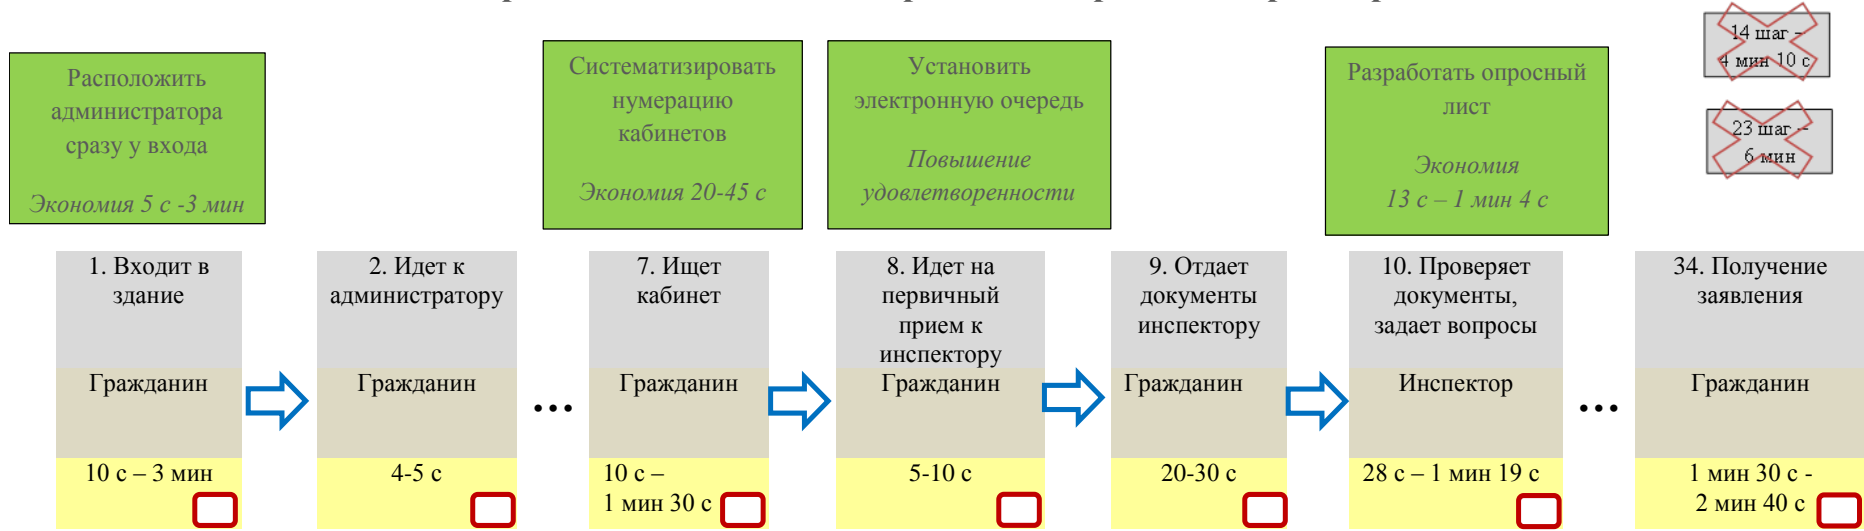 14 шаг –
4 мин 10 с
23 шаг –
6 мин
Расположить
администратора
сразу у входа
Экономия 5 с -3 мин
Систематизировать
нумерацию
кабинетов
Экономия 20-45 с
Установить
электронную очередь
Повышение
удовлетворенности
Разработать опросный
лист
Экономия
13 с – 1 мин 4 с
1. Входит в
здание
Гражданин
10 с – 3 мин
2. Идет к
администратору
Гражданин
4-5 с
...
7. Ищет
кабинет
Гражданин
10 с –
1 мин 30 с
8. Идет на
первичный
прием к
инспектору
Гражданин
5-10 с
9. Отдает
документы
инспектору
Гражданин
20-30 с
10. Проверяет
документы,
задает вопросы
Инспектор
28 с – 1 мин 19 с
...
34. Получение
заявления
Гражданин
1 мин 30 с -
2 мин 40 с